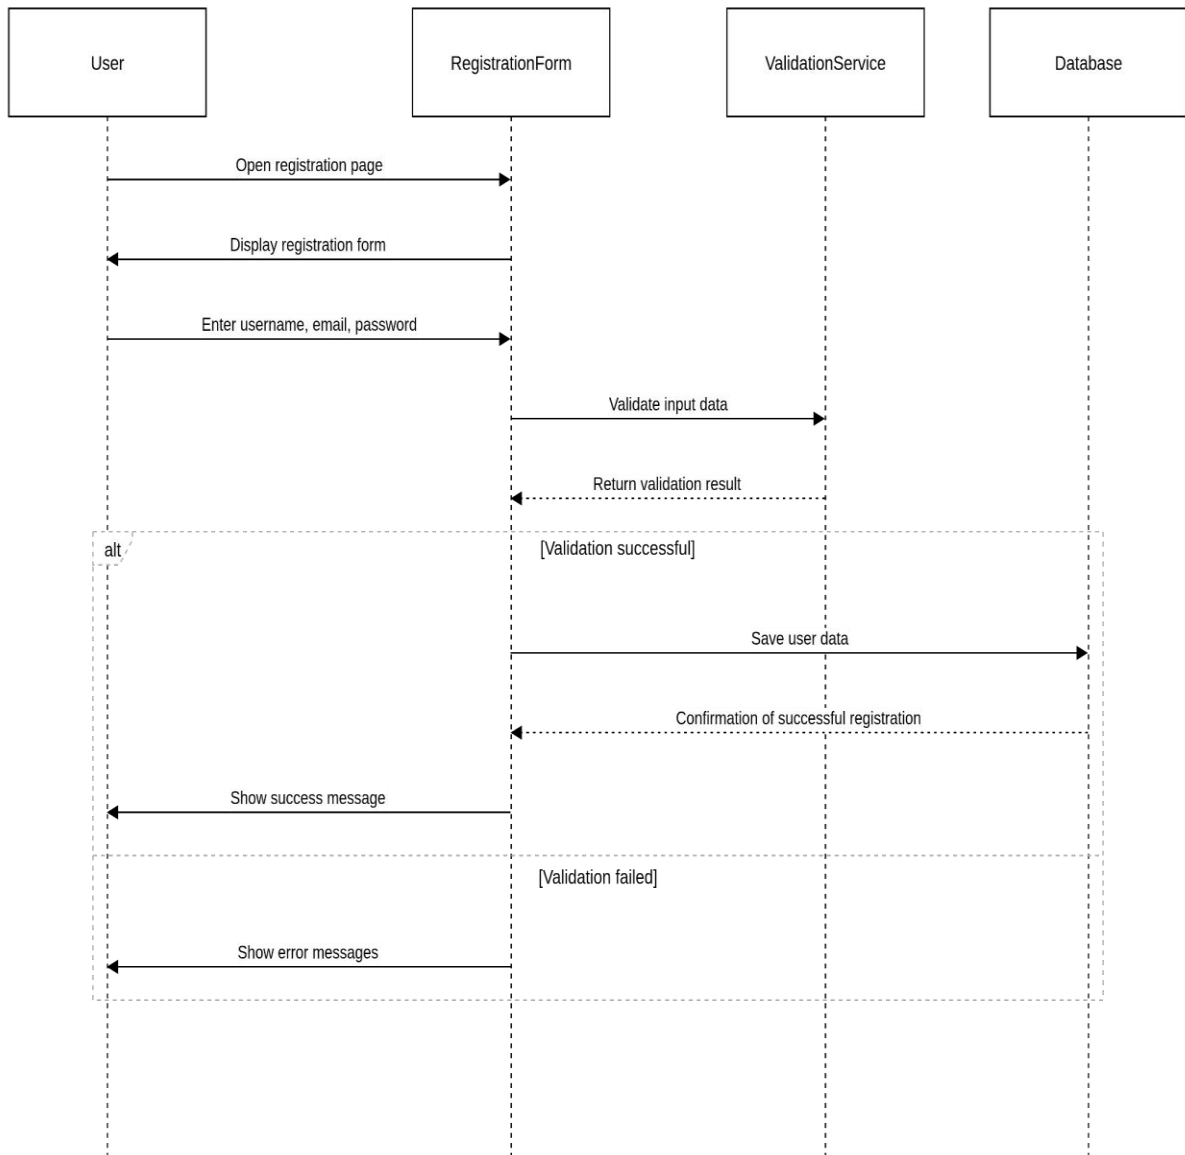 User
RegistrationForm
ValidationService
Database
Open registration page
Display registration form
Enter username, email, password
Validate input data
Return validation result
alt
[Validation successful]
Save user data
Confirmation of successful registration
Show success message
[Validation failed]
Show error messages